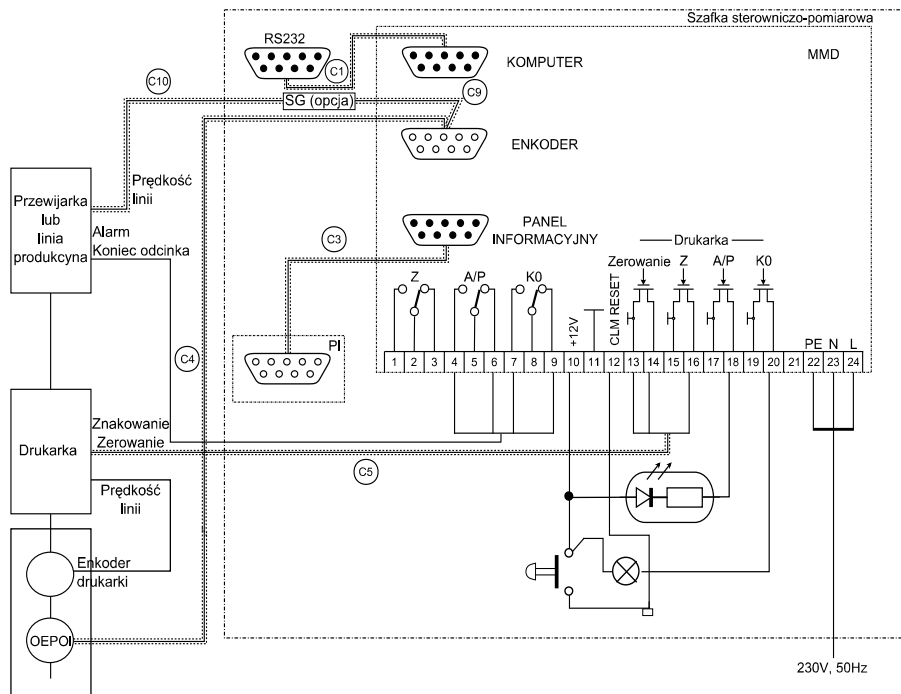 Szafka sterowniczo-pomiarowa
RS232
KOMPUTER
MMD
C1
C10
SG (opcja)
C9
ENKODER
Prędkość
linii
Przewijarka
lub
linia
produkcyna
Alarm
Koniec odcinka
C3
PANEL
INFORMACYJNY
Drukarka
Zerowanie
Z
A/P
K0
Z
A/P
K0
+12V
CLM RESET
PI
PE
N
L
1
2
3
4
5
6
7
8
9
10
11
12
13
14
15
16
17
18
19
20
21
22
23
24
C4
Drukarka
Znakowanie
Zerowanie
C5
Prędkość
linii
Enkoder
drukarki
OEPOI
230V, 50Hz